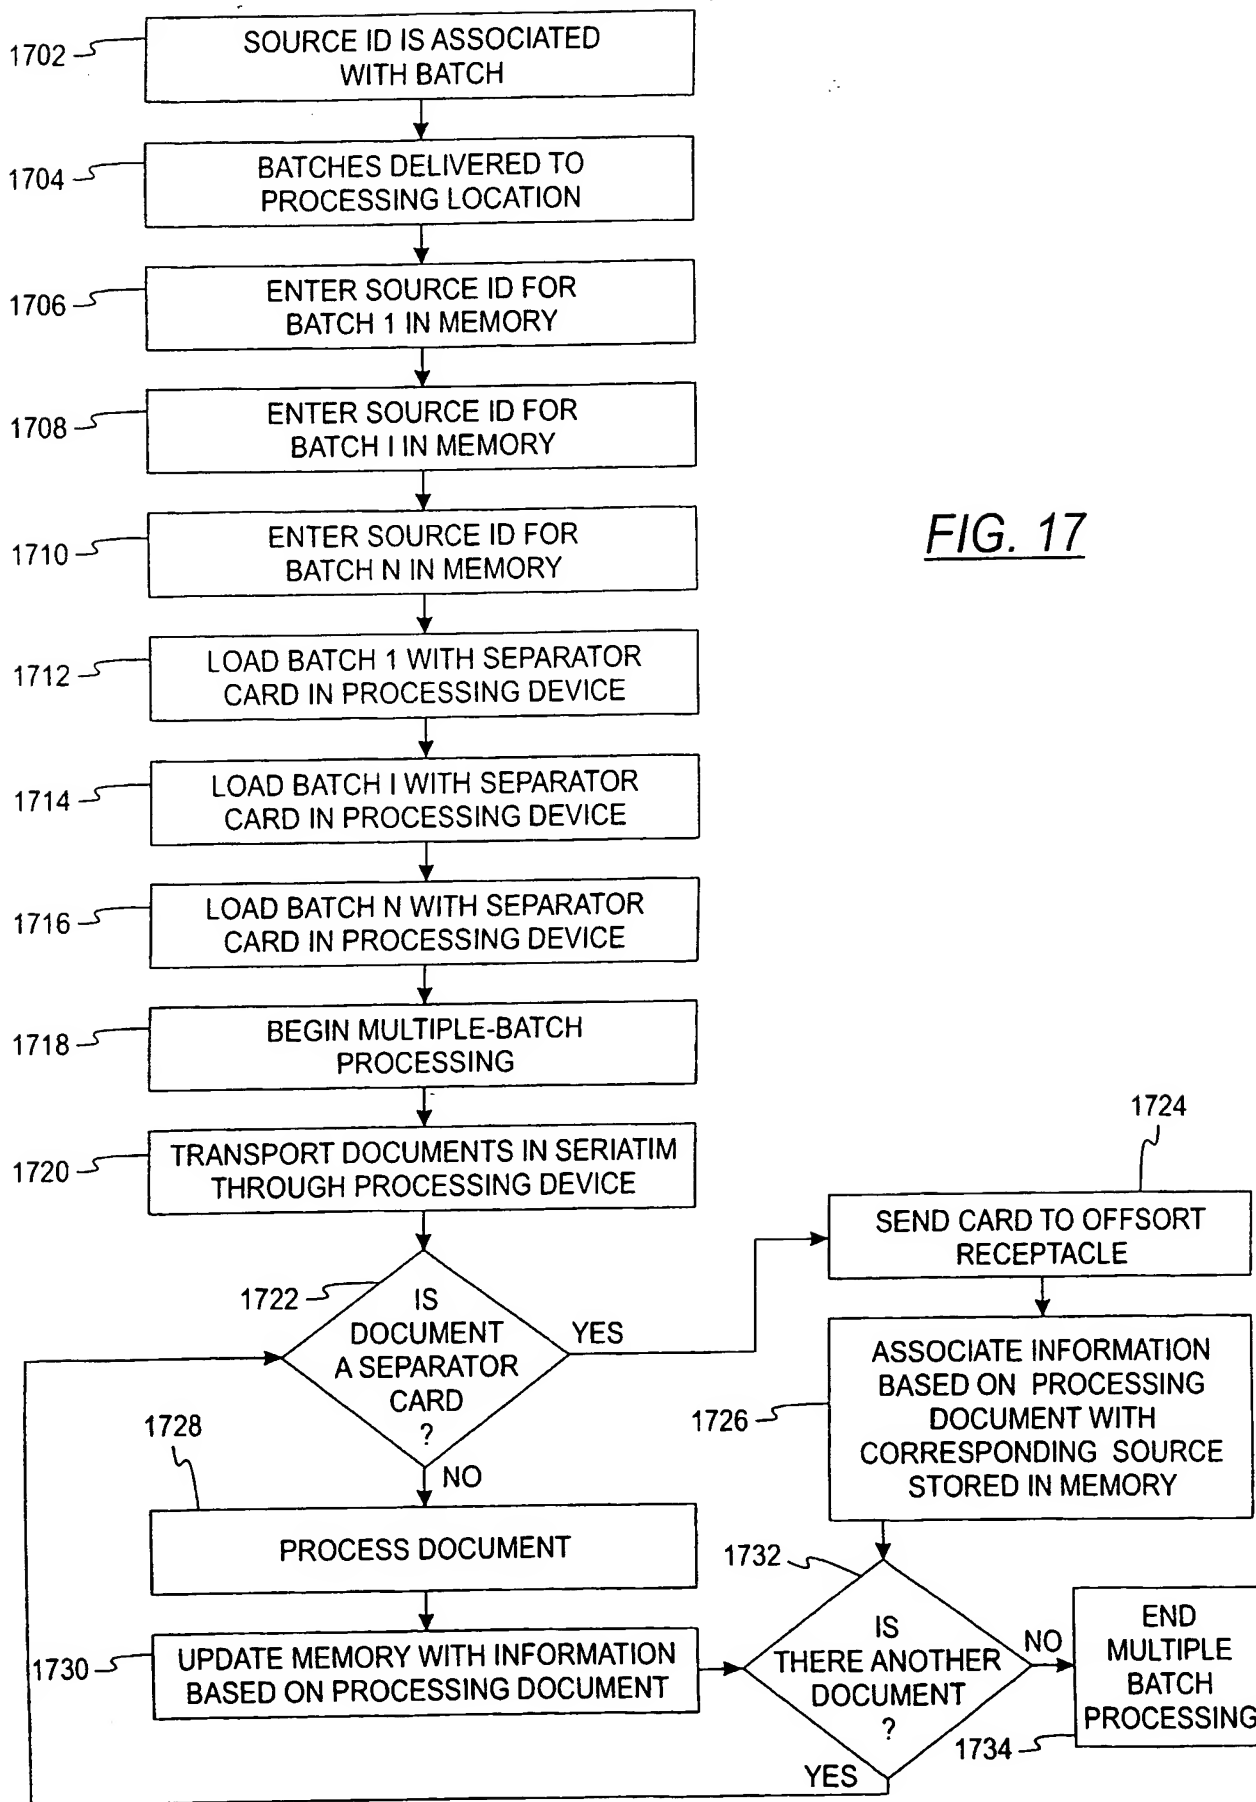 1702
SOURCE ID IS ASSOCIATED
WITH BATCH
1704
BATCHES DELIVERED TO
PROCESSING LOCATION
1706
ENTER SOURCE ID FOR
BATCH 1 IN MEMORY
1708
ENTER SOURCE ID FOR
BATCH I IN MEMORY
1710
ENTER SOURCE ID FOR
BATCH N IN MEMORY
FIG. 17
1712
LOAD BATCH 1 WITH SEPARATOR
CARD IN PROCESSING DEVICE
1714
LOAD BATCH I WITH SEPARATOR
CARD IN PROCESSING DEVICE
1716
LOAD BATCH N WITH SEPARATOR
CARD IN PROCESSING DEVICE
1718
BEGIN MULTIPLE-BATCH
PROCESSING
1720
TRANSPORT DOCUMENTS IN SERIATIM
THROUGH PROCESSING DEVICE
1722
IS
DOCUMENT
A SEPARATOR
CARD
?
YES
NO
1724
SEND CARD TO OFFSORT
RECEPTACLE
1726
ASSOCIATE INFORMATION
BASED ON PROCESSING
DOCUMENT WITH
CORRESPONDING SOURCE
STORED IN MEMORY
1728
PROCESS DOCUMENT
1730
UPDATE MEMORY WITH INFORMATION
BASED ON PROCESSING DOCUMENT
1732
IS
THERE ANOTHER
DOCUMENT
?
NO
YES
END
MULTIPLE
BATCH
PROCESSING
1734